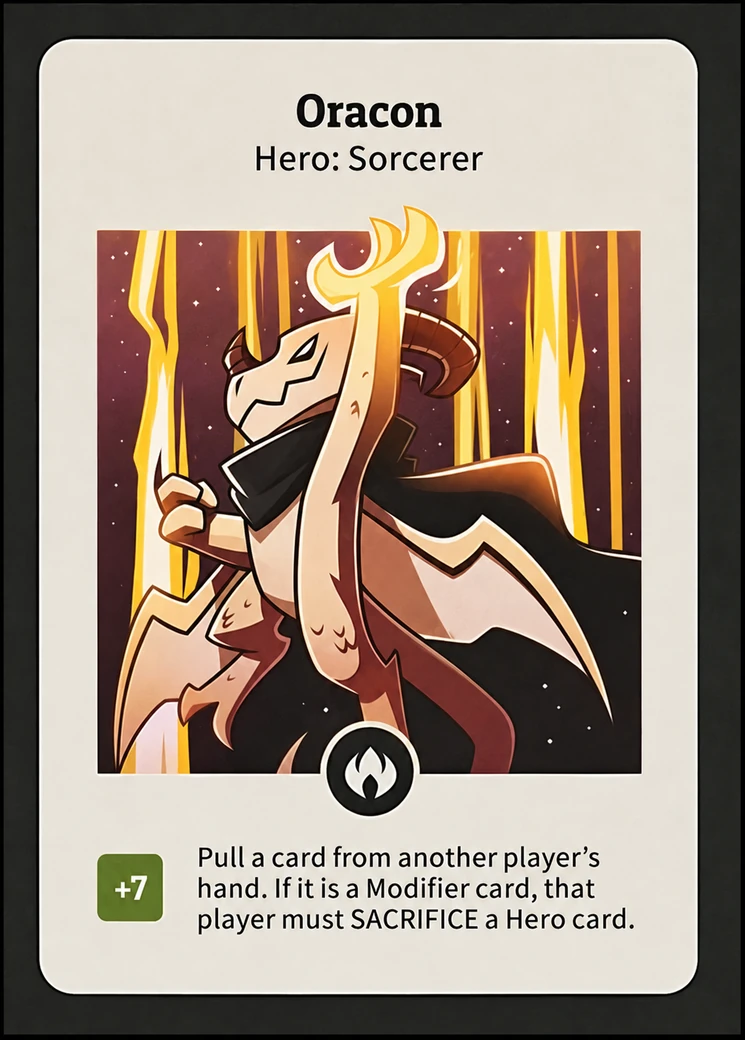 Oracon
Hero: Sorcerer
+7
Pull a card from another player’s
hand. If it is a Modifier card, that
player must SACRIFICE a Hero card.